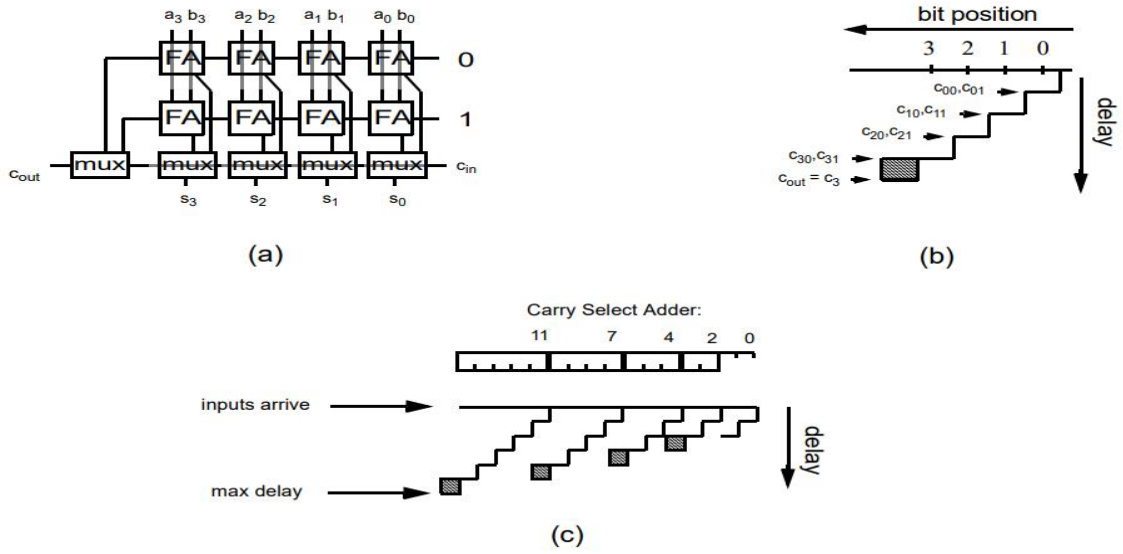 a3 b3 a2 b2 a1 b1 a0 b0
FA FA FA FA 0
FA FA FA FA 1
cout mux mux mux mux mux cin
s3 s2 s1 s0
(a)
bit position
3 2 1 0
c00,c01
c10,c11
c20,c21
c30,c31
cout = c3
delay
(b)
Carry Select Adder:
11 7 4 2 0
inputs arrive
max delay
delay
(c)